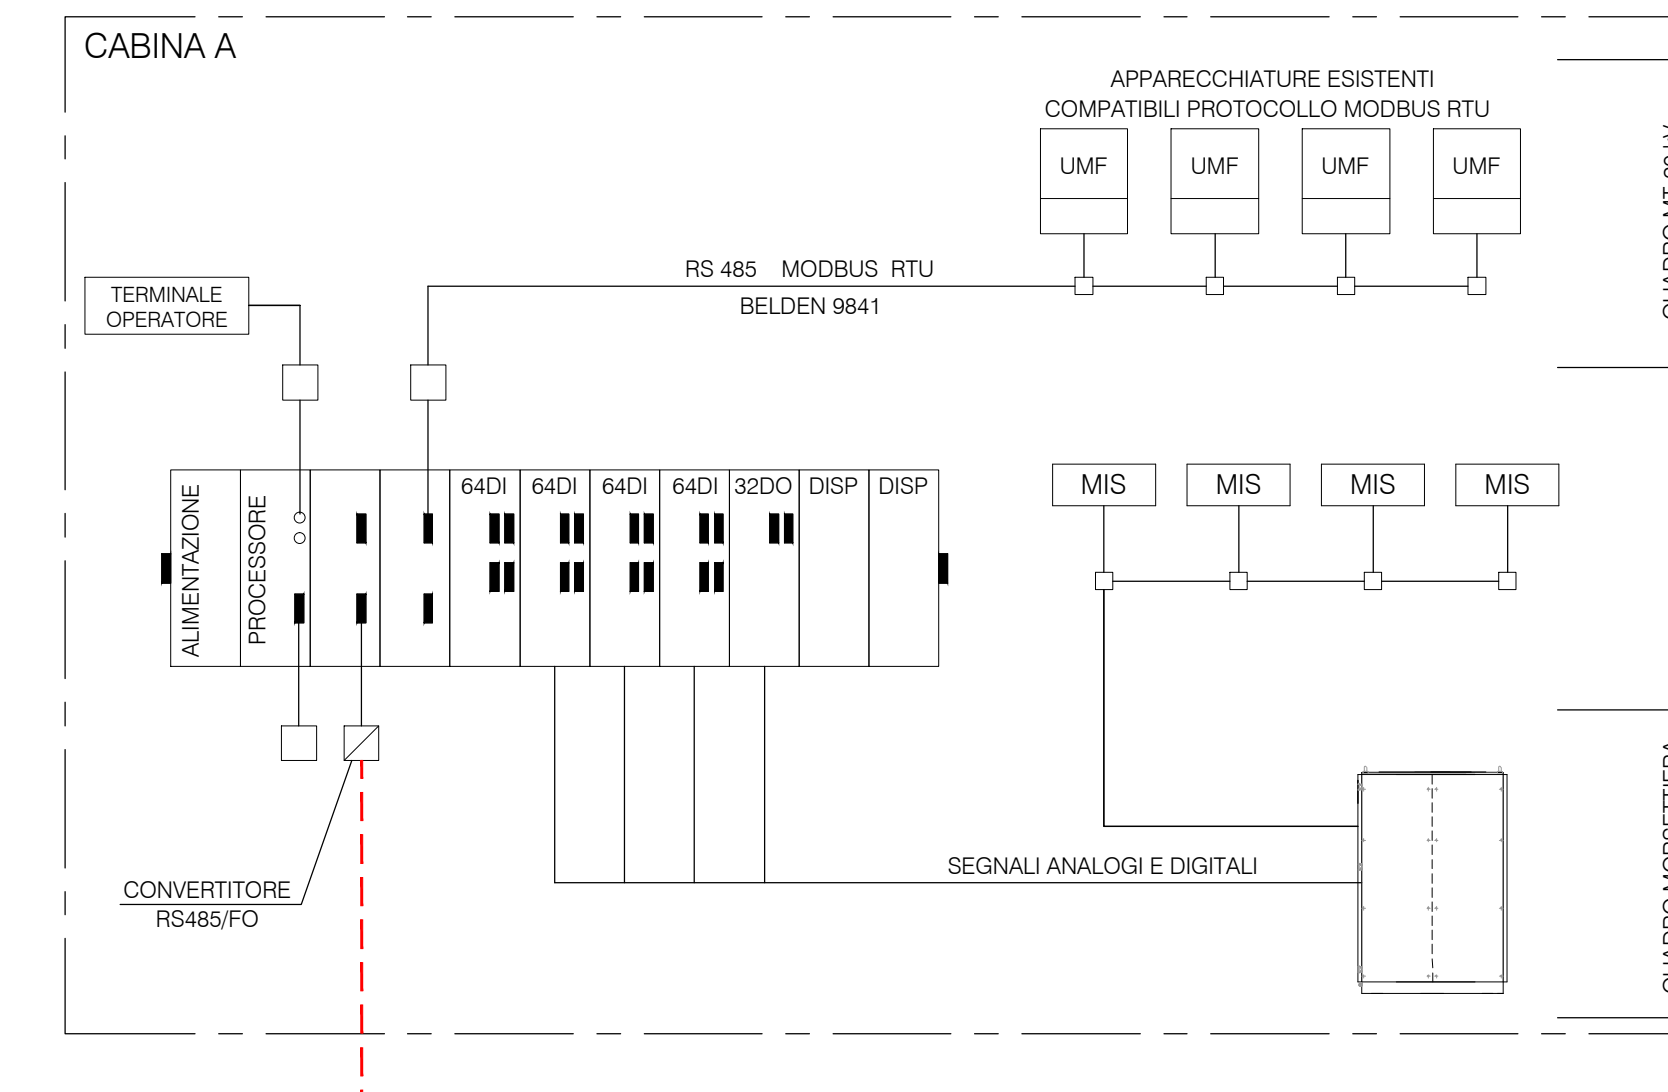 CABINA A
APPARECCHIATURE ESISTENTI
COMPATIBILI PROTOCOLLO MODBUS RTU
UMF UMF UMF UMF
RS 485 MODBUS RTU
BELDEN 9841
TERMINALE
OPERATORE
ALIMENTAZIONE
PROCESSORE
64DI 64DI 64DI 64DI 32DO DISP DISP
MIS MIS MIS MIS
SEGNALI ANALOGI E DIGITALI
CONVERTITORE
RS485/FO